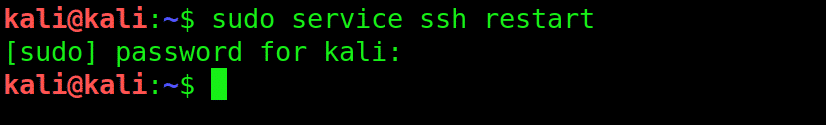 kali@kali:~$ sudo service ssh restart
[sudo] password for kali:
kali@kali:~$